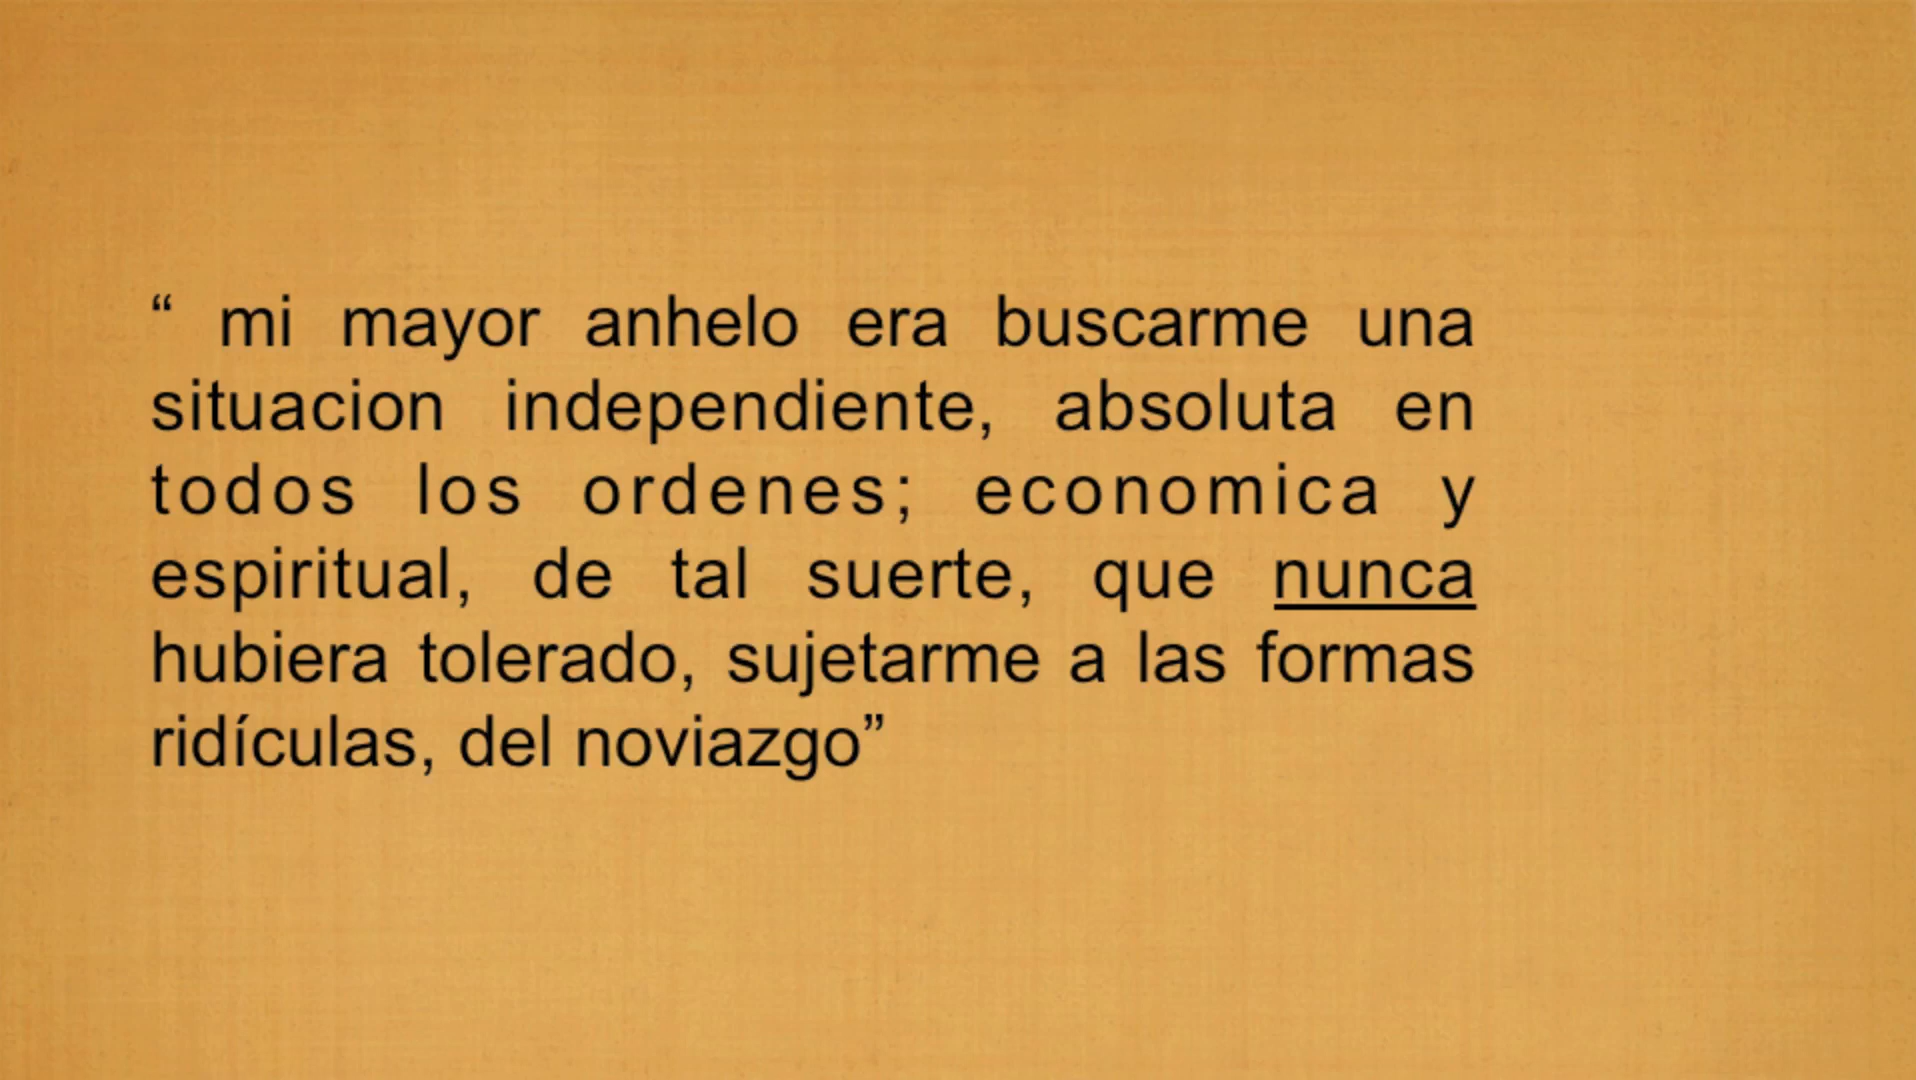 “ mi mayor anhelo era buscarme una
situacion independiente, absoluta en
todos los ordenes; economica y
espiritual, de tal suerte, que nunca
hubiera tolerado, sujetarme a las formas
ridículas, del noviazgo”